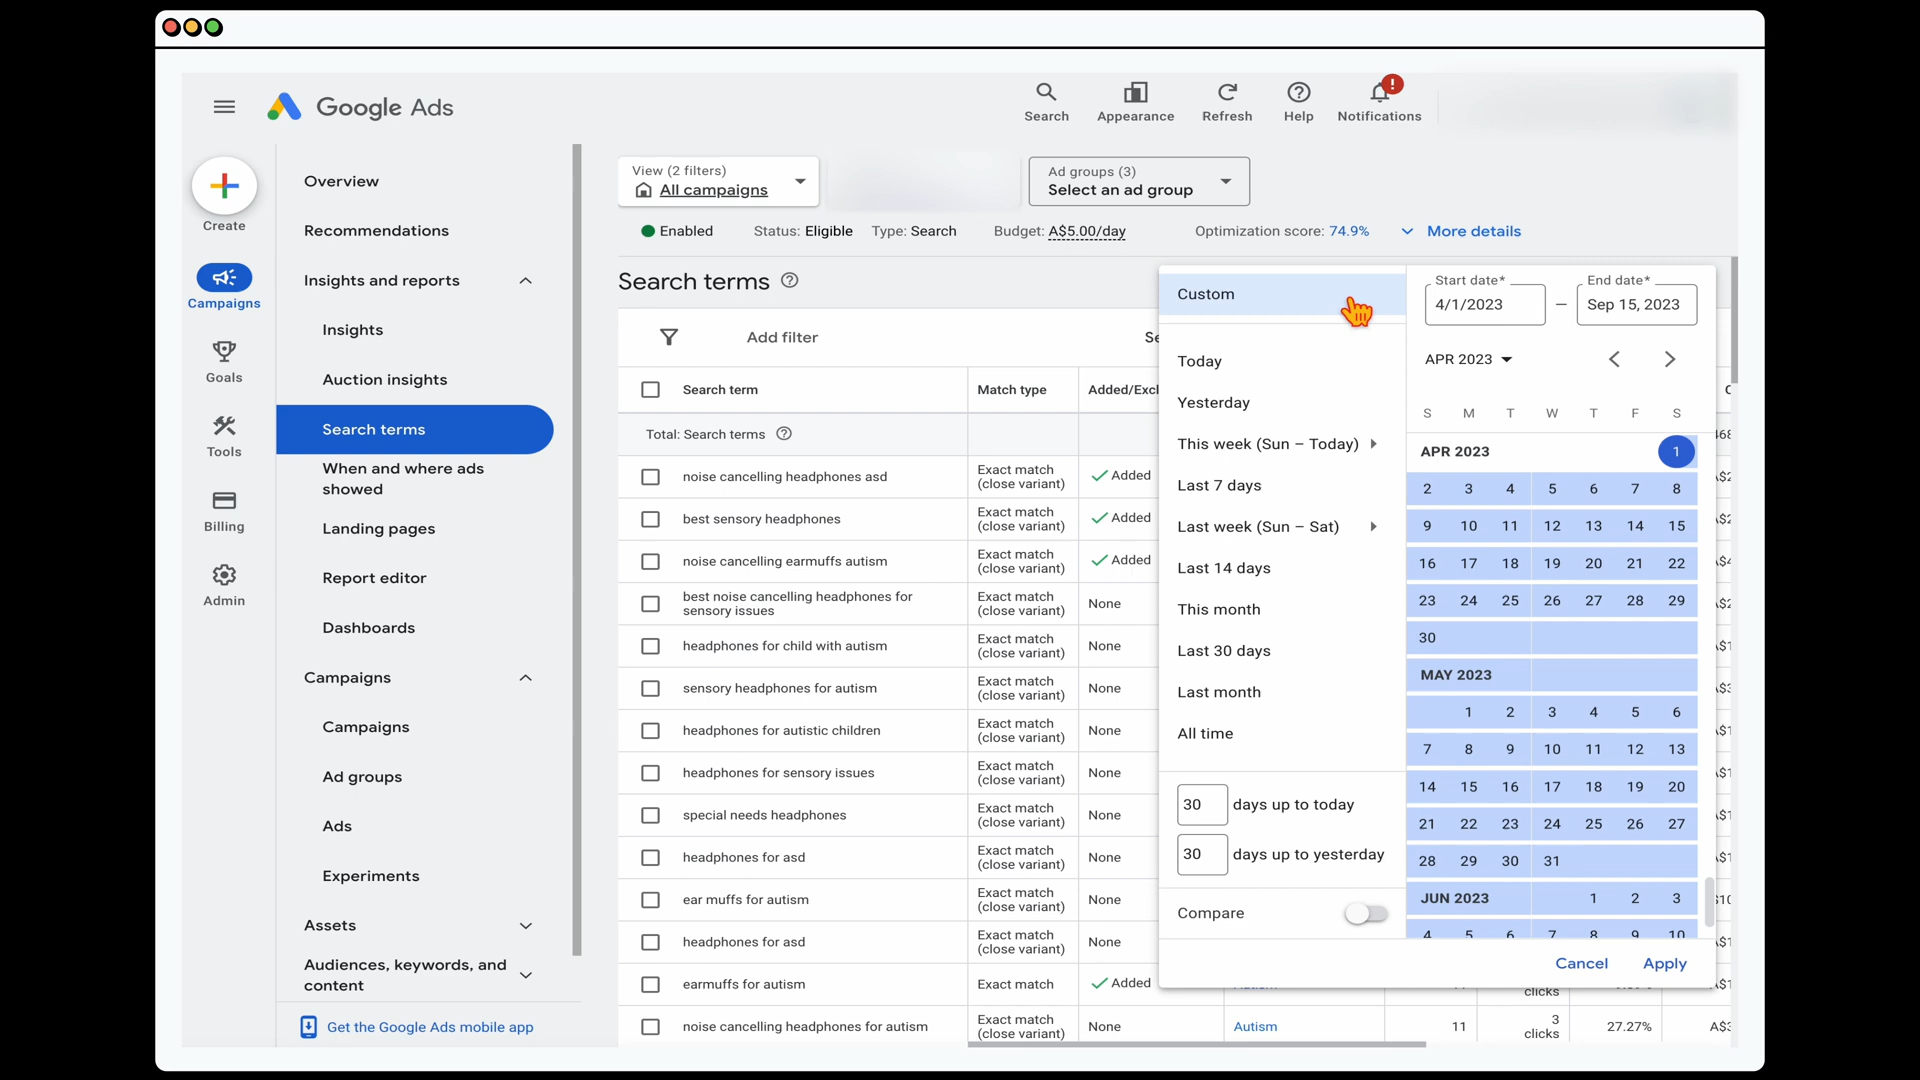 Google Ads
Search
Appearance
Refresh
Help
!
Notifications
Create
Campaigns
Goals
Tools
Billing
Admin
Overview
Recommendations
Insights and reports
Insights
Auction insights
Search terms
When and where ads
showed
Landing pages
Report editor
Dashboards
Campaigns
Campaigns
Ad groups
Ads
Experiments
Assets
Audiences, keywords, and
content
Get the Google Ads mobile app
View (2 filters)
All campaigns
Ad groups (3)
Select an ad group
Enabled
Status: Eligible
Type: Search
Budget: A$5.00/day
Optimization score: 74.9%
More details
Search terms
Add filter
Search term Match type
Total: Search terms
noise cancelling headphones asd Exact match (close variant) Added
best sensory headphones Exact match (close variant) Added
noise cancelling earmuffs autism Exact match (close variant) Added
best noise cancelling headphones for sensory issues Exact match (close variant) None
headphones for child with autism Exact match (close variant) None
sensory headphones for autism Exact match (close variant) None
headphones for autistic children Exact match (close variant) None
headphones for sensory issues Exact match (close variant) None
special needs headphones Exact match (close variant) None
headphones for asd Exact match (close variant) None
ear muffs for autism Exact match (close variant) None
headphones for asd Exact match (close variant) None
earmuffs for autism Exact match Added clicks
noise cancelling headphones for autism Exact match (close variant) None Autism 11 3 clicks 27.27%
Custom
Today
Yesterday
This week (Sun – Today)
Last 7 days
Last week (Sun – Sat)
Last 14 days
This month
Last 30 days
Last month
All time
30 days up to today
30 days up to yesterday
Compare
Start date*
4/1/2023
–
End date*
Sep 15, 2023
APR 2023
S M T W T F S
APR 2023 1
2 3 4 5 6 7 8
9 10 11 12 13 14 15
16 17 18 19 20 21 22
23 24 25 26 27 28 29
30
MAY 2023
1 2 3 4 5 6
7 8 9 10 11 12 13
14 15 16 17 18 19 20
21 22 23 24 25 26 27
28 29 30 31
JUN 2023 1 2 3
4 5 6 7 8 9 10
Cancel
Apply